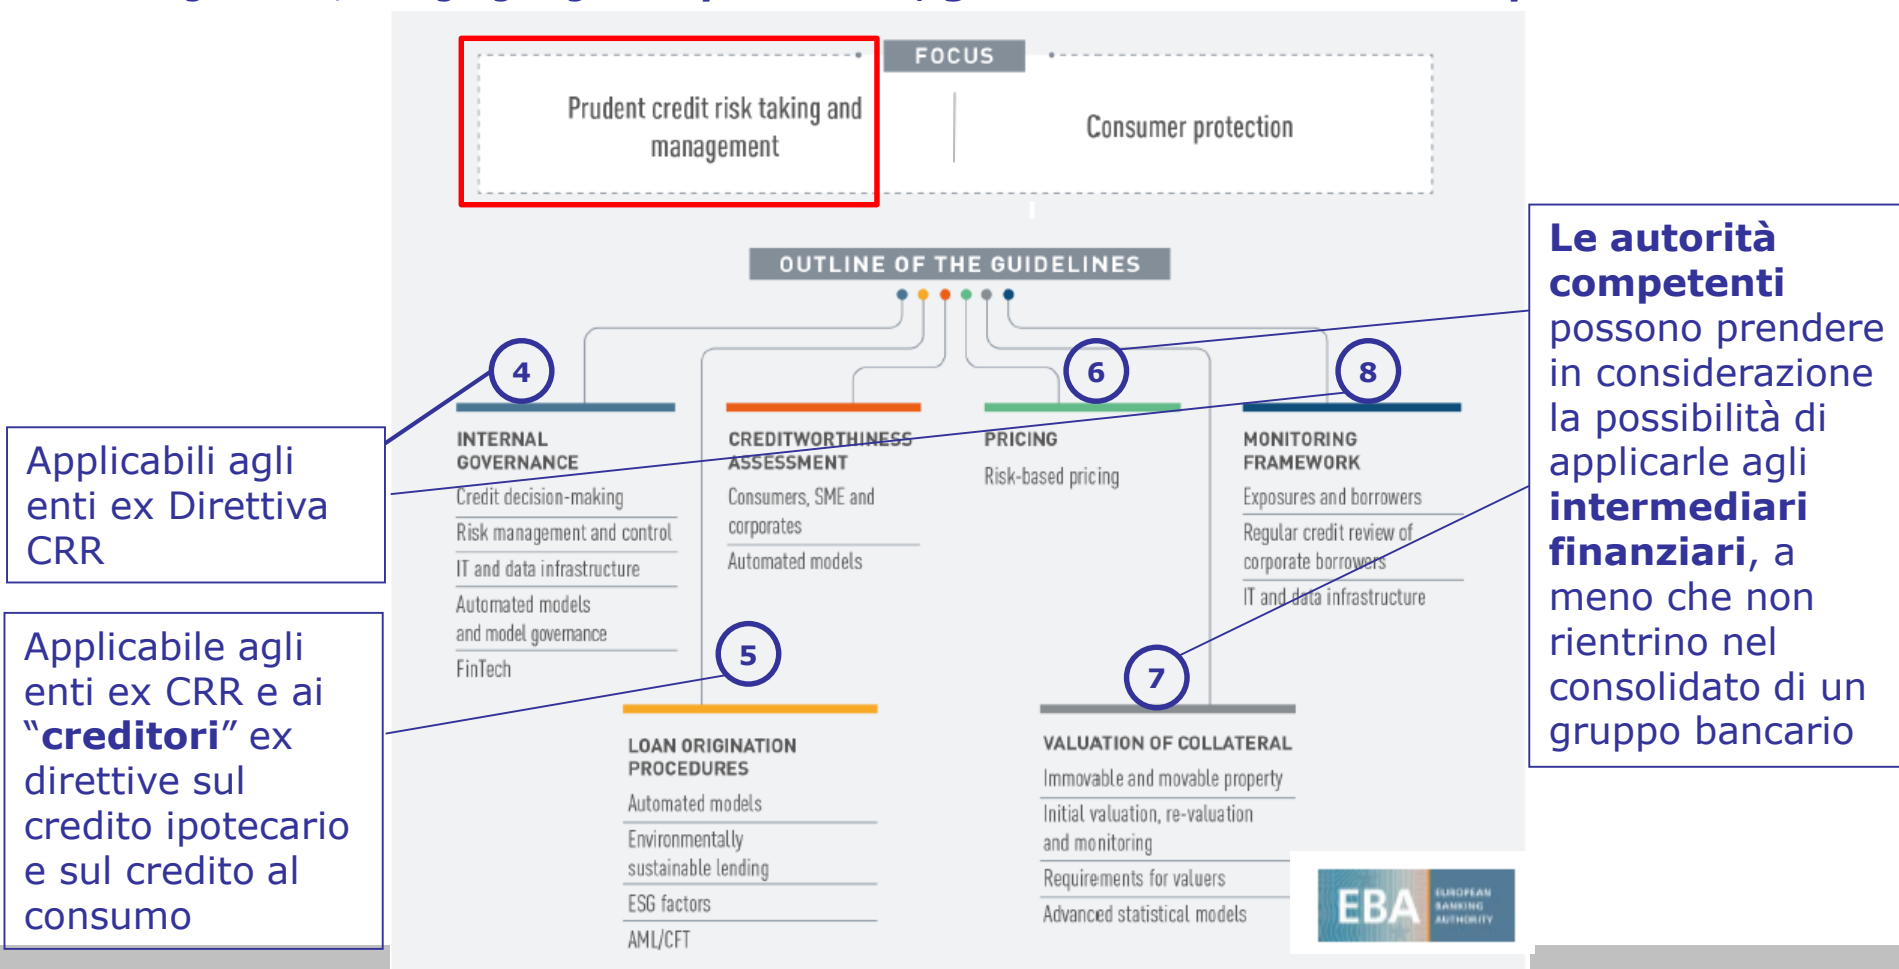 FOCUS
Prudent credit risk taking and
management
Consumer protection
OUTLINE OF THE GUIDELINES
4
6
8
INTERNAL
GOVERNANCE
Credit decision-making
Risk management and control
IT and data infrastructure
Automated models
and model governance
FinTech
CREDITWORTHINESS
ASSESSMENT
Consumers, SME and
corporates
Automated models
PRICING
Risk-based pricing
MONITORING
FRAMEWORK
Exposures and borrowers
Regular credit review of
corporate borrowers
IT and data infrastructure
5
7
LOAN ORIGINATION
PROCEDURES
Automated models
Environmentally
sustainable lending
ESG factors
AML/CFT
VALUATION OF COLLATERAL
Immovable and movable property
Initial valuation, re-valuation
and monitoring
Requirements for valuers
Advanced statistical models
Applicabili agli
enti ex Direttiva
CRR
Applicabile agli
enti ex CRR e ai
“creditori” ex
direttive sul
credito ipotecario
e sul credito al
consumo
Le autorità
competenti
possono prendere
in considerazione
la possibilità di
applicarle agli
intermediari
finanziari, a
meno che non
rientrino nel
consolidato di un
gruppo bancario
EBA
EUROPEAN
BANKING
AUTHORITY